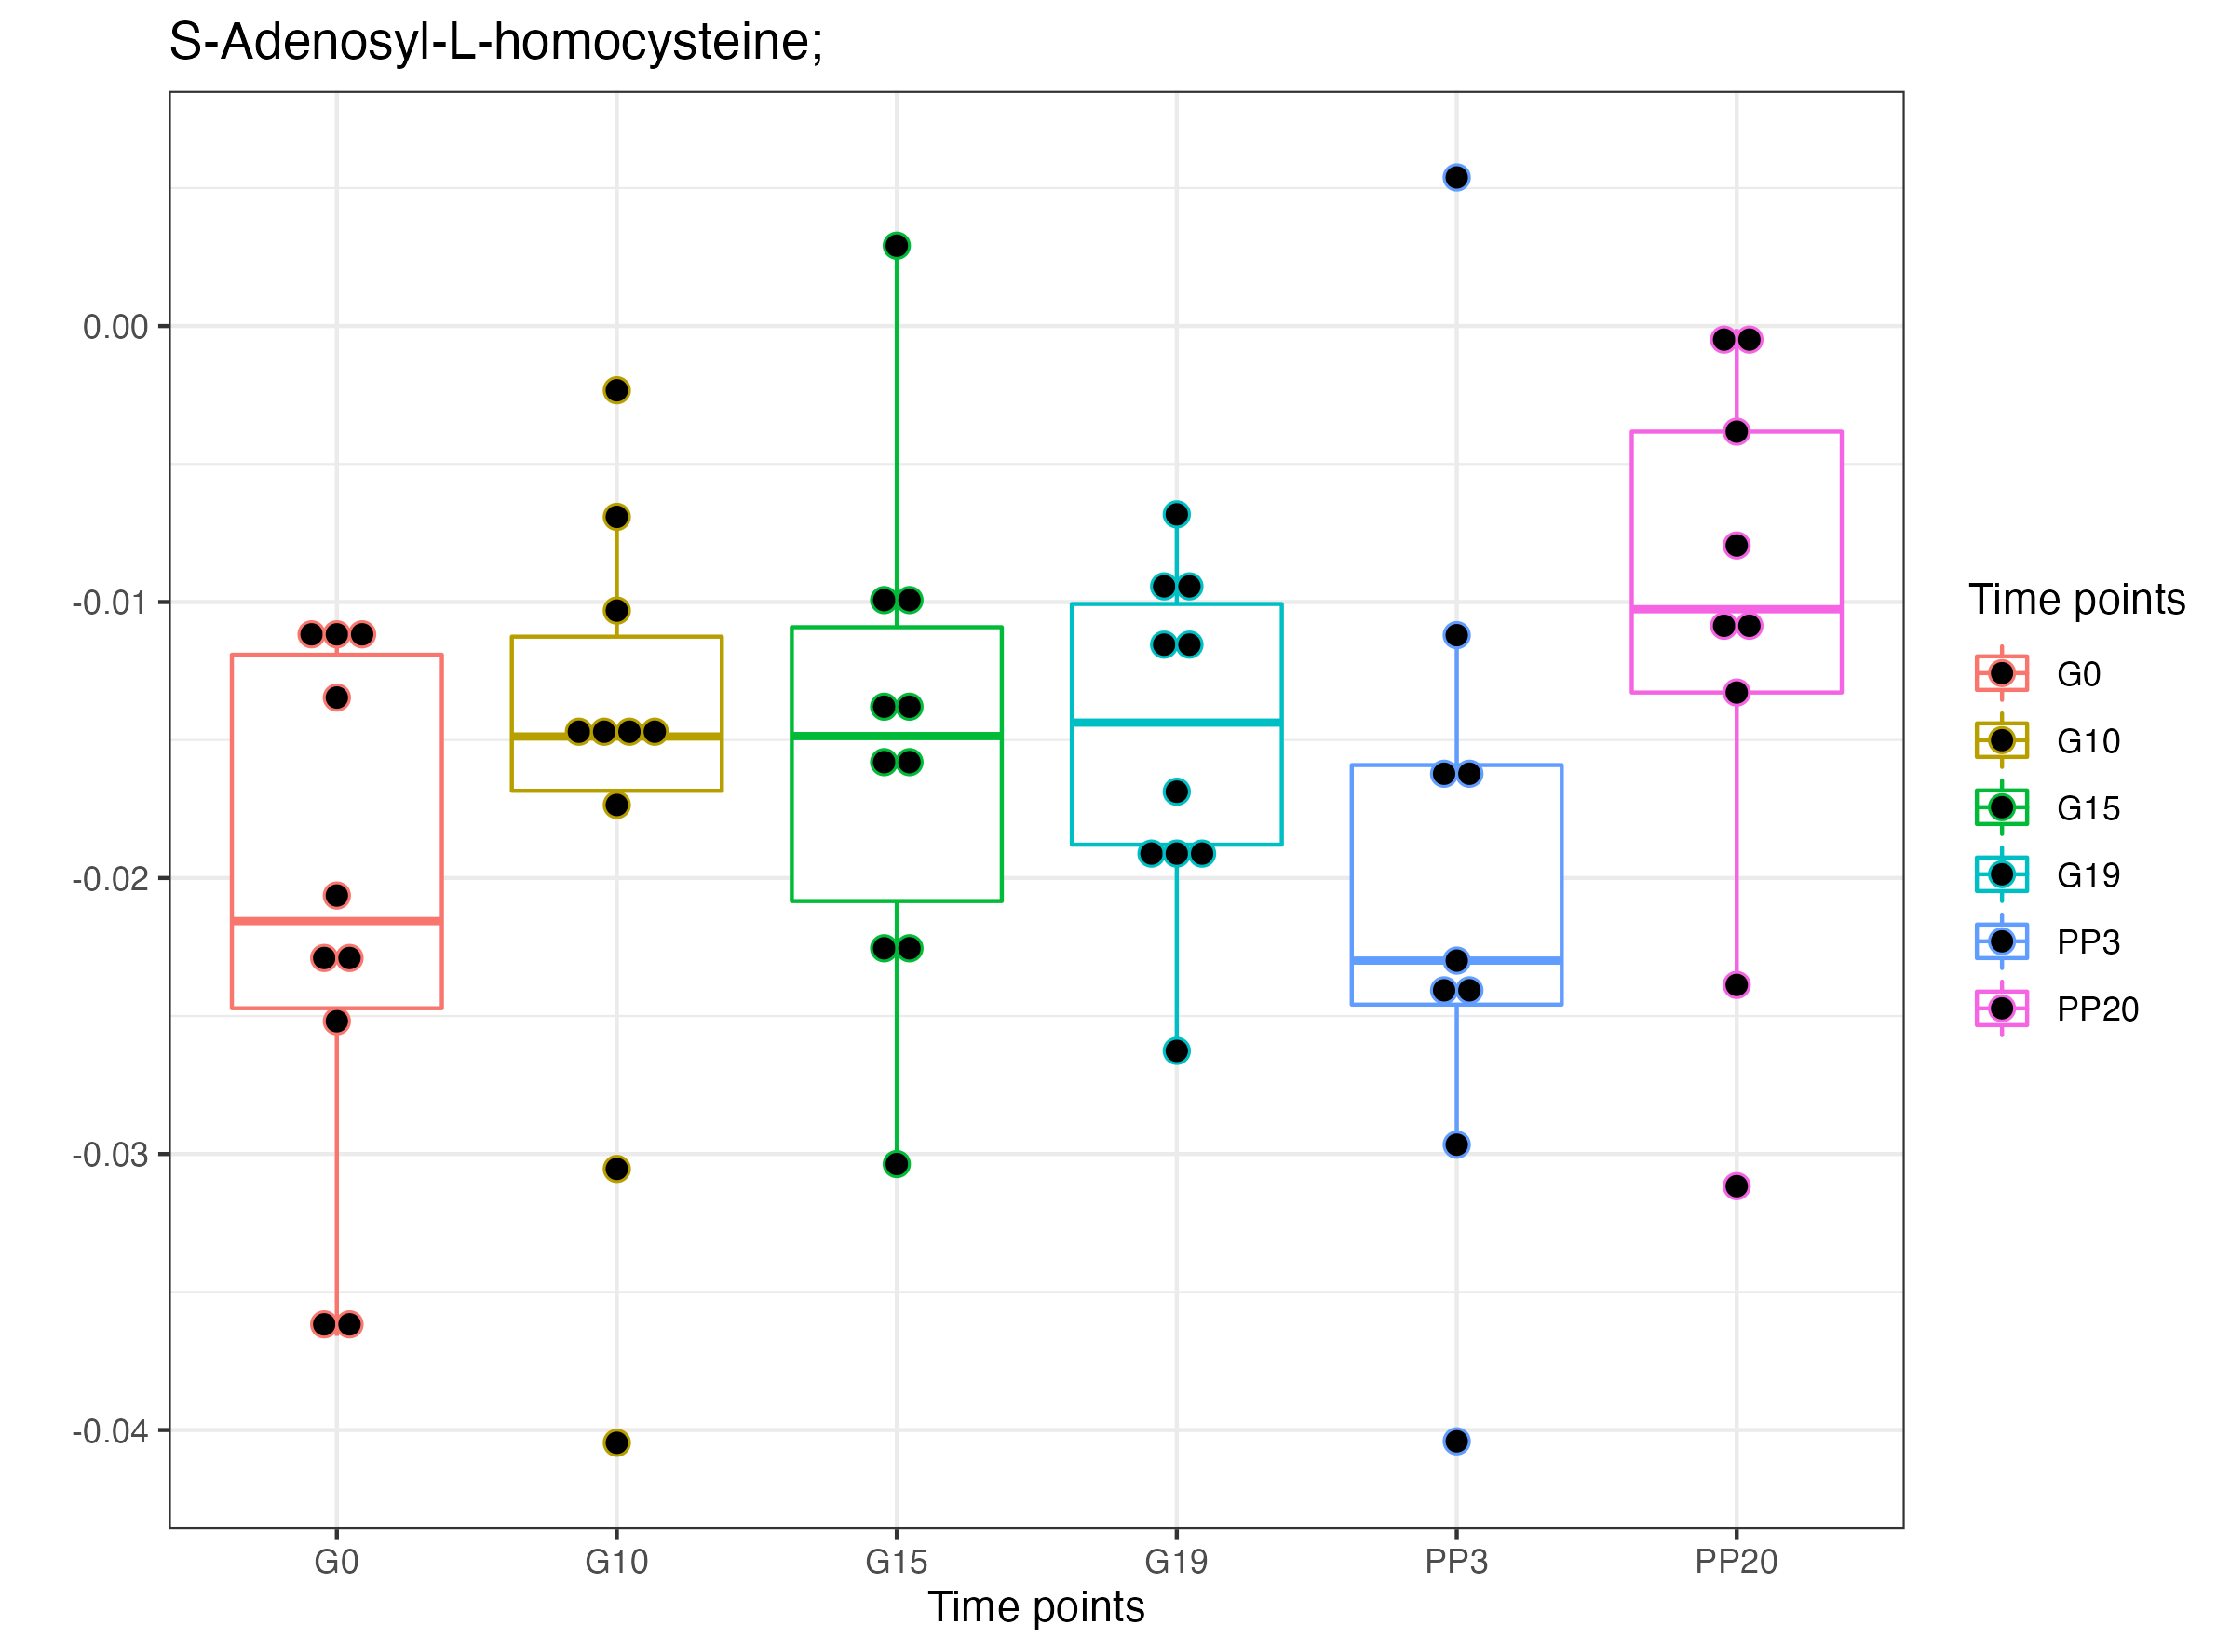 S-Adenosyl-L-homocysteine;
0.00
-0.01
-0.02
-0.03
-0.04
G0 G10 G15 G19 PP3 PP20
Time points
Time points
G0
G10
G15
G19
PP3
PP20